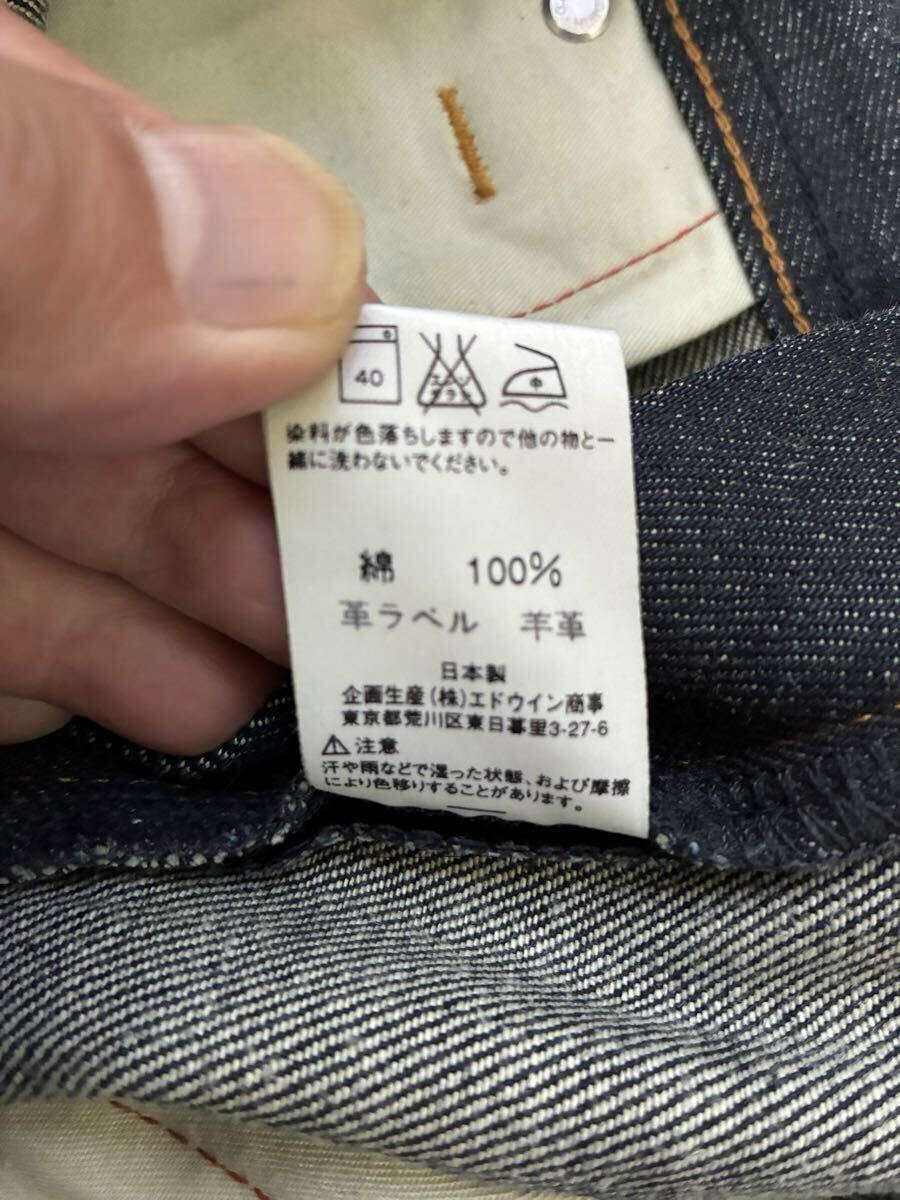 40
エンソ
サラシ
中
染料が色落ちしますので他の物と一
緒に洗わないでください。
綿 100%
革ラベル 羊革
日本製
企画生産(株)エドウイン商事
東京都荒川区東日暮里3-27-6
⚠注意
汗や雨などで湿った状態、および摩擦
により色移りすることがあります。